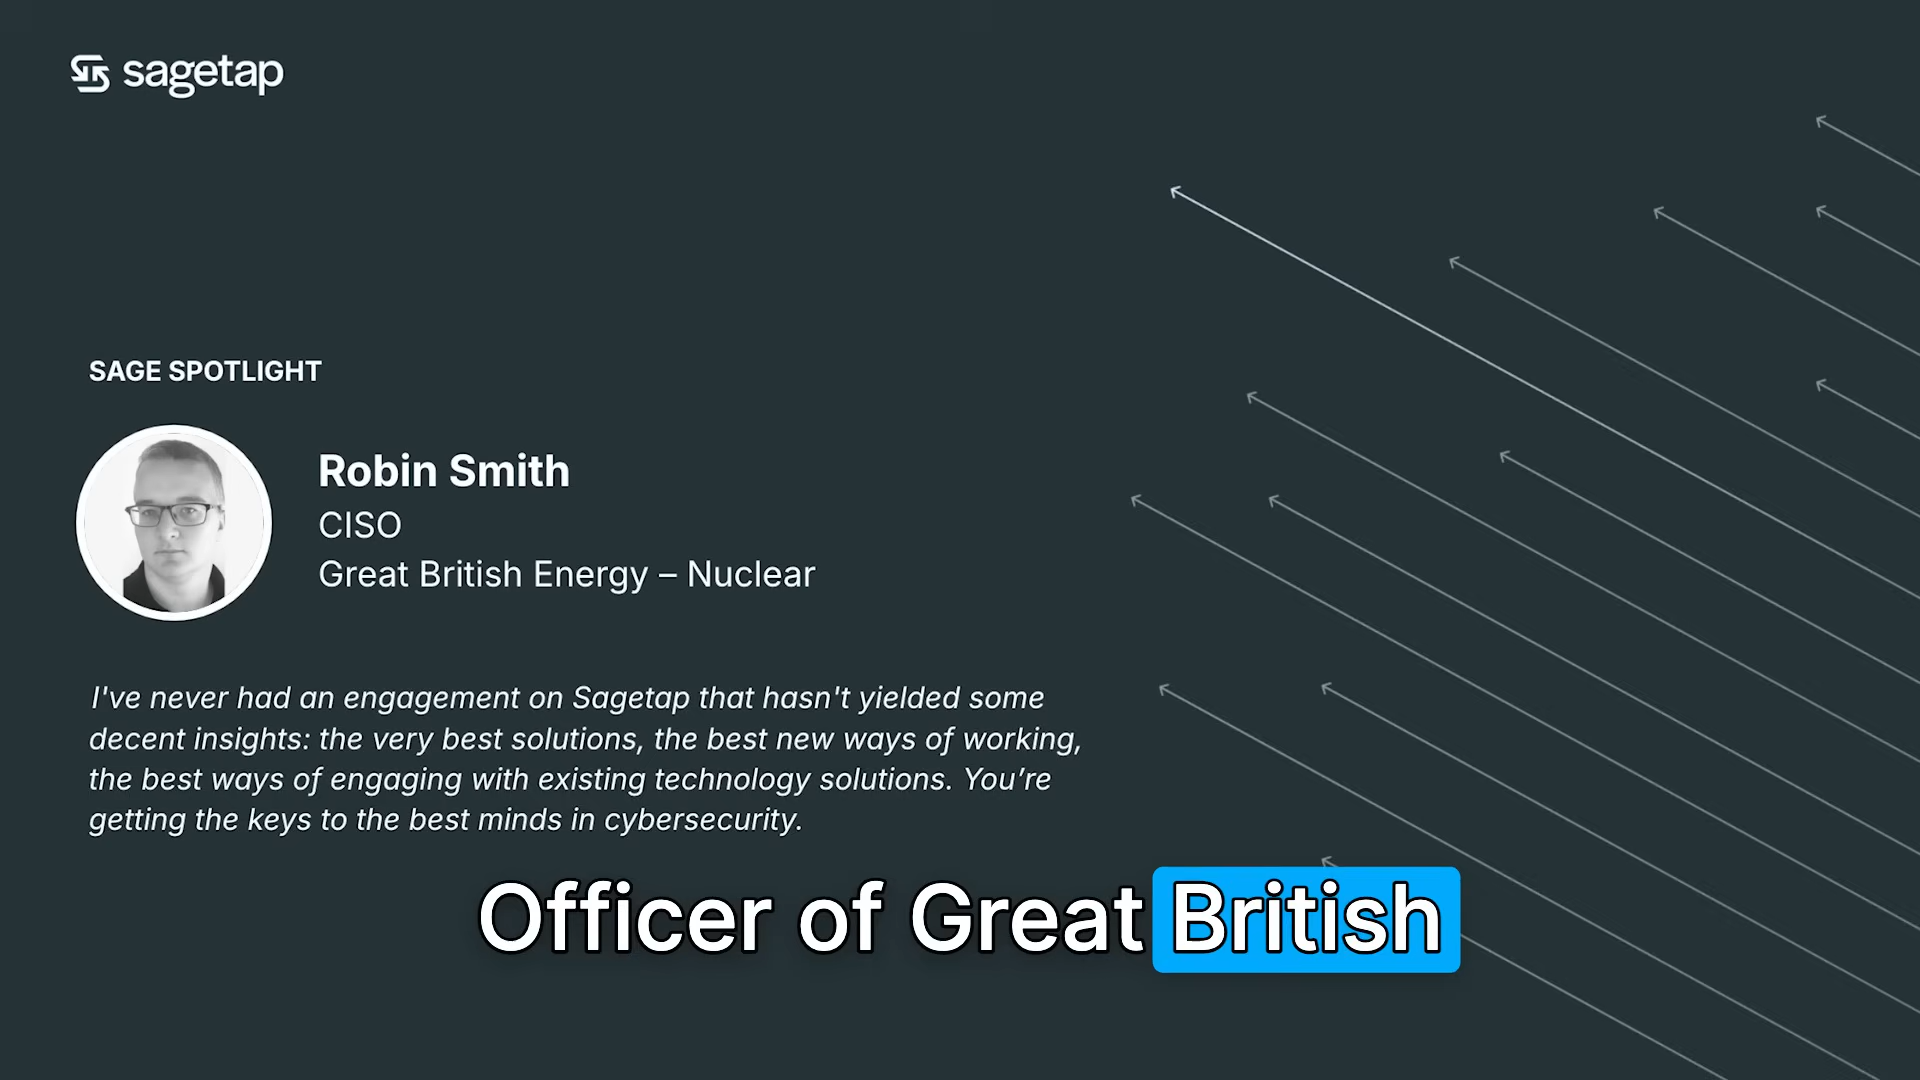 sagetap
SAGE SPOTLIGHT
Robin Smith
CISO
Great British Energy – Nuclear
I've never had an engagement on Sagetap that hasn't yielded some
decent insights: the very best solutions, the best new ways of working,
the best ways of engaging with existing technology solutions. You’re
getting the keys to the best minds in cybersecurity.
Officer of Great British